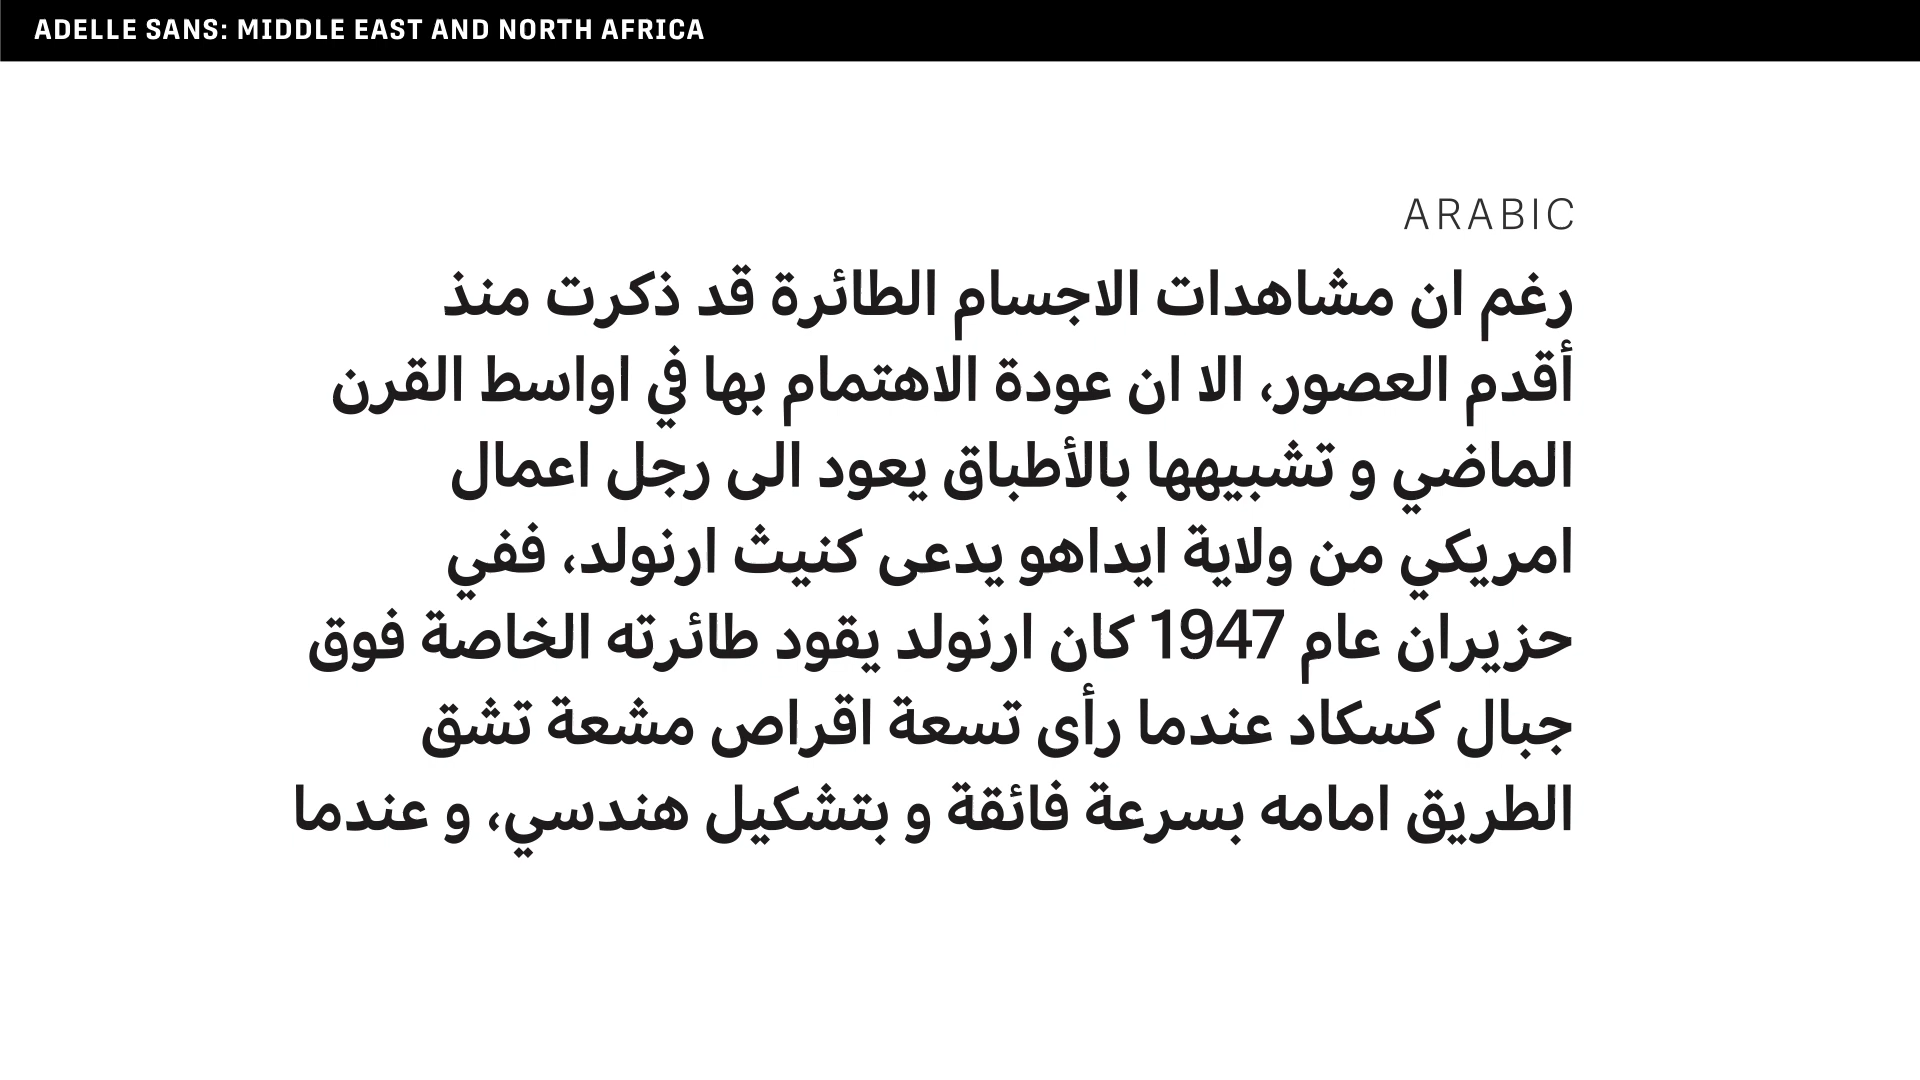 ADELLE SANS: MIDDLE EAST AND NORTH AFRICA
ARABIC
رغم ان مشاهدات الاجسام الطائرة قد ذكرت منذ
أقدم العصور، الا ان عودة الاهتمام بها في اواسط القرن
الماضي و تشبيهها بالأطباق يعود الى رجل اعمال
امريكي من ولاية ايداهو يدعى كنيث ارنولد، ففي
حزيران عام 1947 كان ارنولد يقود طائرته الخاصة فوق
جبال كسكاد عندما رأى تسعة اقراص مشعة تشق
الطريق امامه بسرعة فائقة و بتشكيل هندسي، و عندما